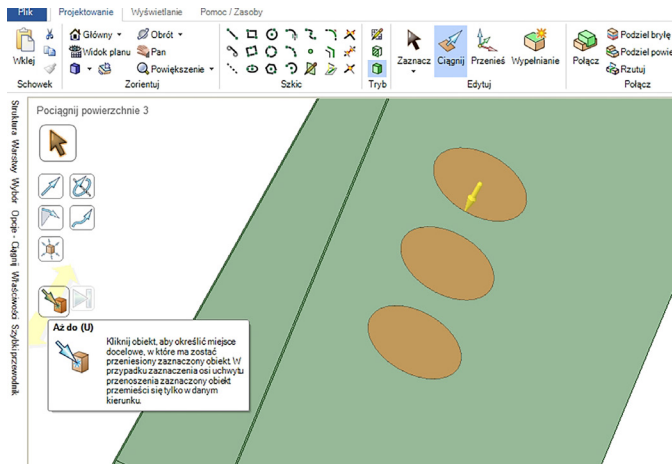 Plik Projektowanie Wyświetlanie Pomoc / Zasoby
Wklej
Główny
Obrót
Widok planu
Pan
Powiększenie
Zaznacz Ciągnij Przenieś Wypełnianie
Połącz
Podziel bryłę
Podziel powie
Rzutuj
Schowek Zorientuj Szkic Tryb Edytuj Połącz
Struktura Warstwy Wybór Opcje - Ciągnij Właściwości Szybki przewodnik
Pociągnij powierzchnie 3
Aż do (U)
Kliknij obiekt, aby określić miejsce
docelowe, w które ma zostać
przeniesiony zaznaczony obiekt. W
przypadku zaznaczenia osi uchwytu
przenoszenia zaznaczony obiekt
przemieści się tylko w danym
kierunku.